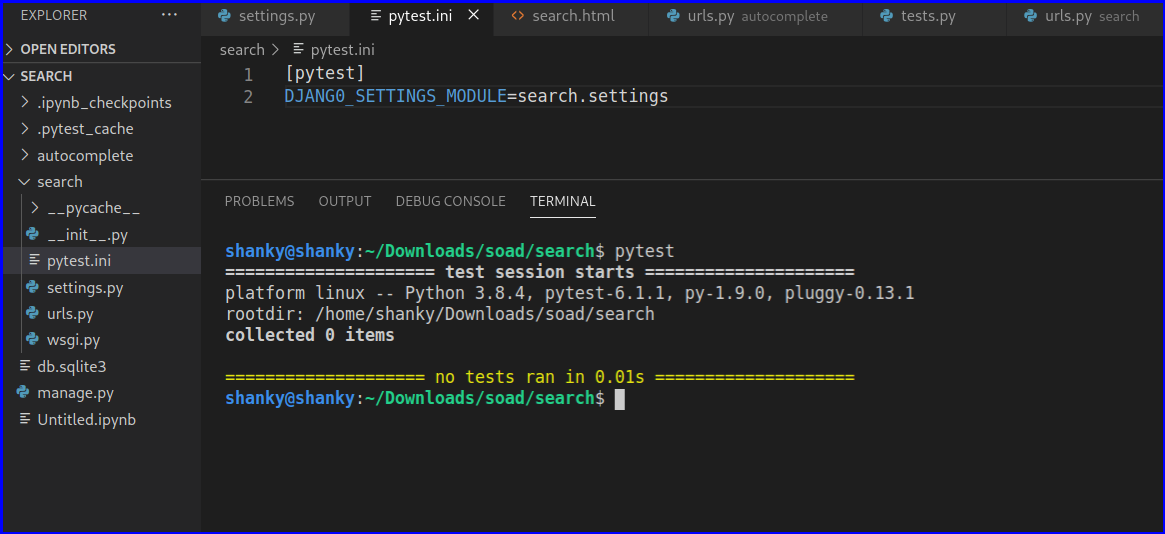 EXPLORER ...
OPEN EDITORS
SEARCH
.ipynb_checkpoints
.pytest_cache
autocomplete
search
__pycache__
__init__.py
pytest.ini
settings.py
urls.py
wsgi.py
db.sqlite3
manage.py
Untitled.ipynb
settings.py pytest.ini search.html urls.py autocomplete tests.py urls.py search
search > pytest.ini
1 [pytest]
2 DJANG0_SETTINGS_MODULE=search.settings
PROBLEMS OUTPUT DEBUG CONSOLE TERMINAL
shanky@shanky:~/Downloads/soad/search$ pytest
===================== test session starts =====================
platform linux -- Python 3.8.4, pytest-6.1.1, py-1.9.0, pluggy-0.13.1
rootdir: /home/shanky/Downloads/soad/search
collected 0 items
==================== no tests ran in 0.01s ====================
shanky@shanky:~/Downloads/soad/search$